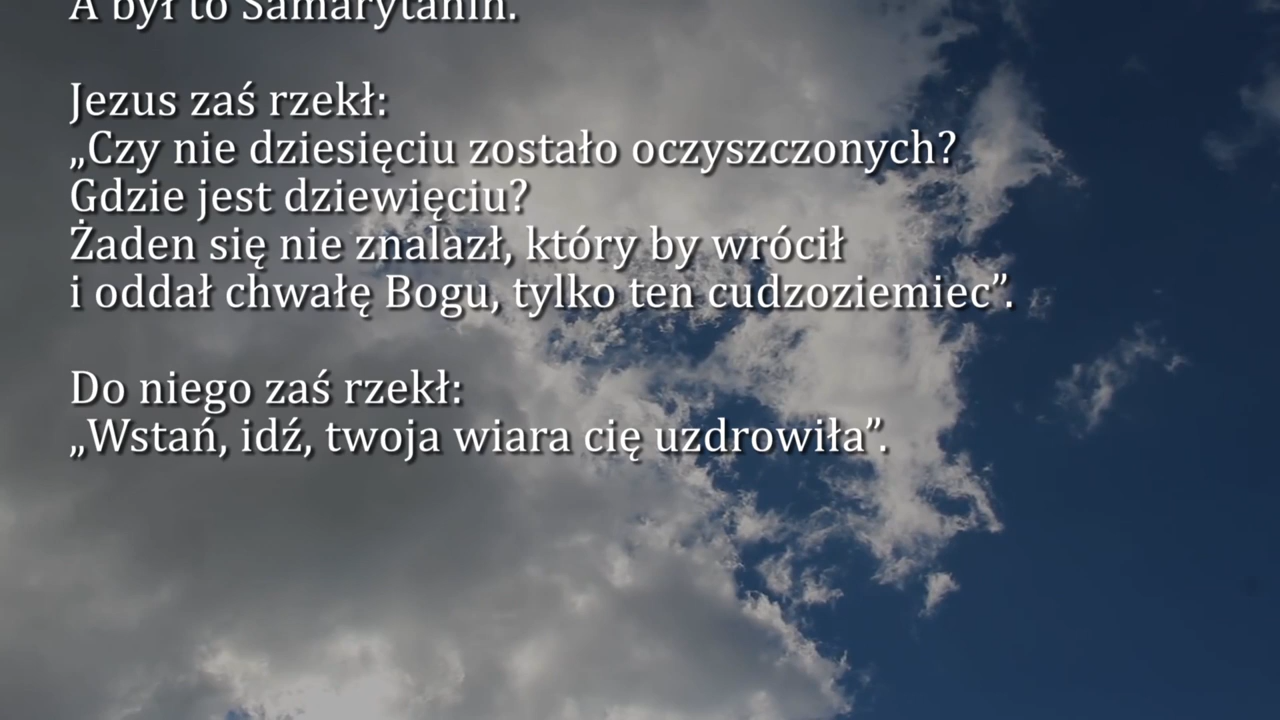 A był to Samarytanin.
Jezus zaś rzekł:
„Czy nie dziesięciu zostało oczyszczonych?
Gdzie jest dziewięciu?
Żaden się nie znalazł, który by wrócił
i oddał chwałę Bogu, tylko ten cudzoziemiec”.
Do niego zaś rzekł:
„Wstań, idź, twoja wiara cię uzdrowiła”.